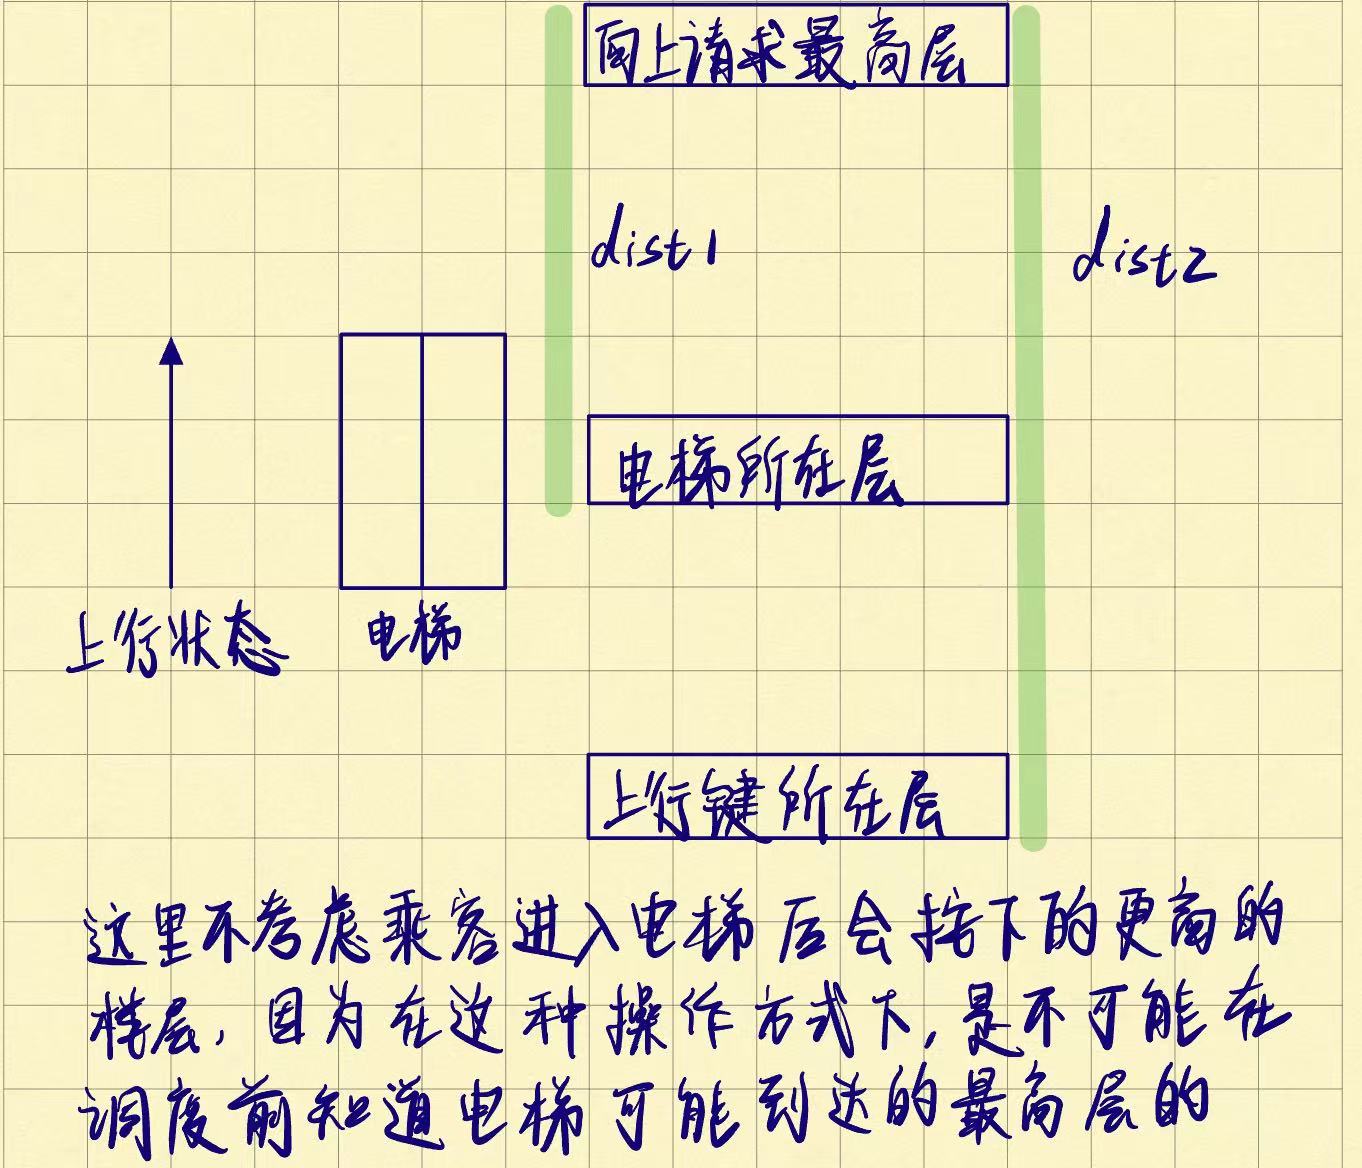 向上请求最高层
dist1
dist2
电梯所在层
上行状态
电梯
上行键所在层
这里不考虑乘客进入电梯后会按下的更高的
楼层，因为在这种操作方式下，是不可能在
调度前知道电梯可能到达的最高层的